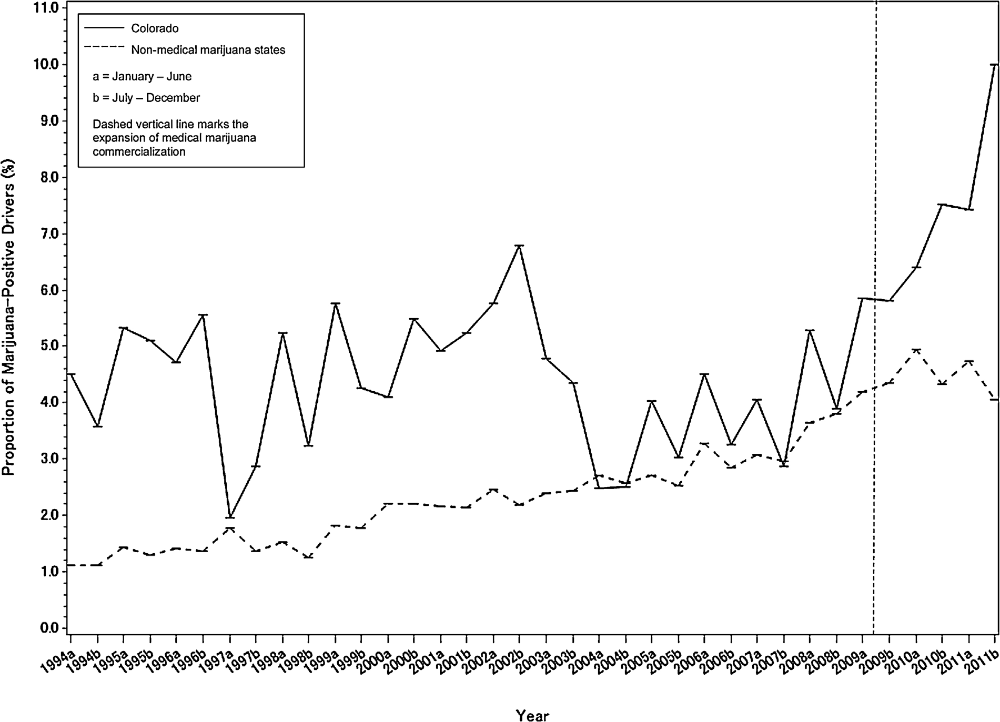 11.0
10.0
9.0
8.0
7.0
6.0
5.0
4.0
3.0
2.0
1.0
0.0
Proportion of Marijuana-Positive Drivers (%)
Colorado
Non-medical marijuana states
a = January – June
b = July – December
Dashed vertical line marks the
expansion of medical marijuana
commercialization
1994a
1994b
1995a
1995b
1996a
1996b
1997a
1997b
1998a
1998b
1999a
1999b
2000a
2000b
2001a
2001b
2002a
2002b
2003a
2003b
2004a
2004b
2005a
2005b
2006a
2006b
2007a
2007b
2008a
2008b
2009a
2009b
2010a
2010b
2011a
2011b
Year